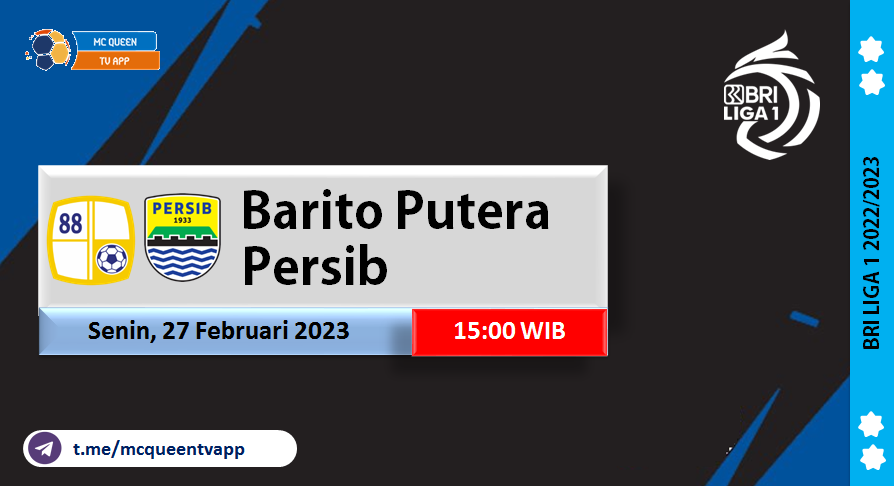 MC QUEEN
TV APP
BRI
LIGA 1
88
PERSIB
1933
Barito Putera
Persib
Senin, 27 Februari 2023
15:00 WIB
BRI LIGA 1 2022/2023
t.me/mcqueentvapp